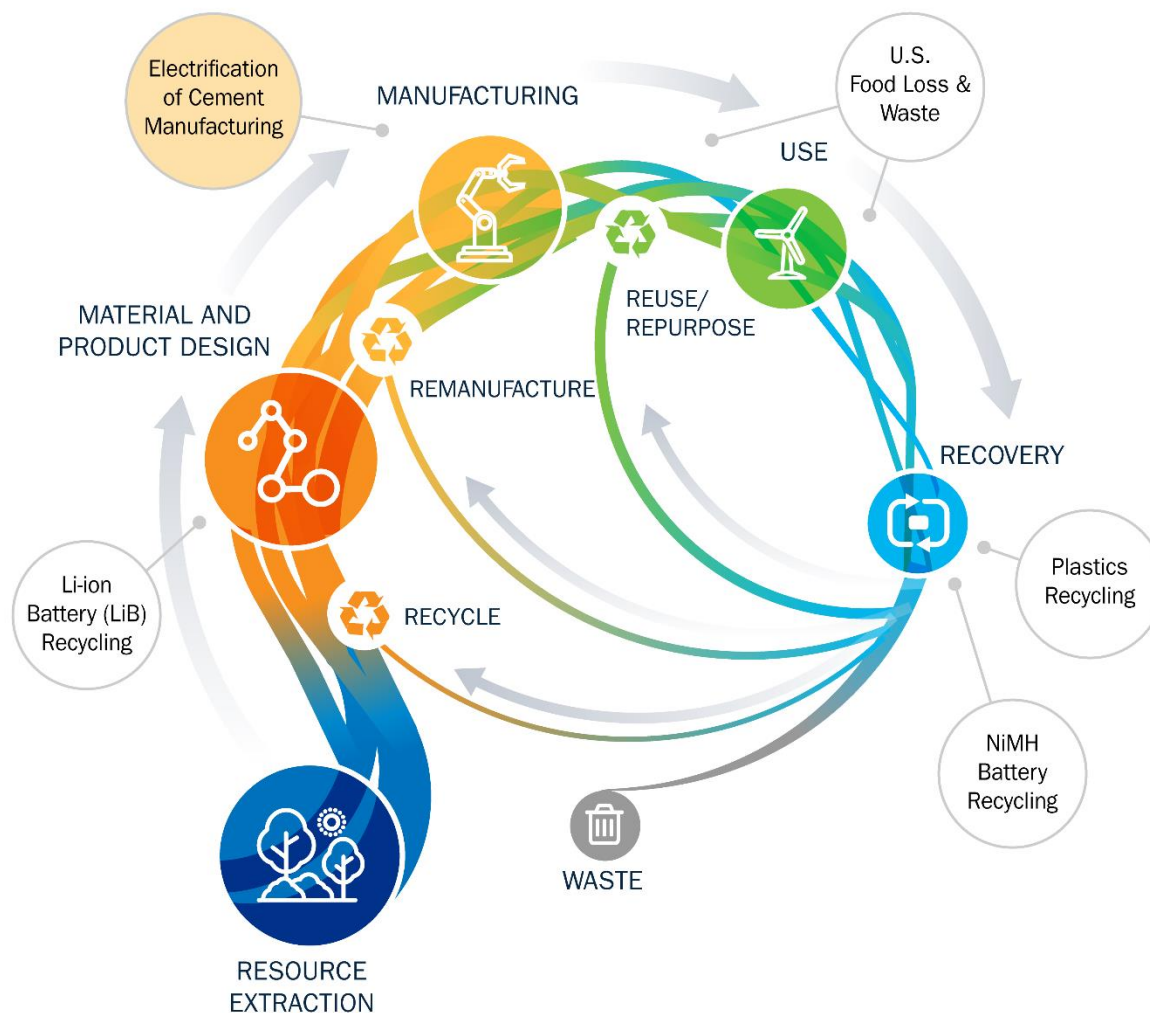 Electrification
of Cement
Manufacturing
MANUFACTURING
U.S.
Food Loss &
Waste
USE
MATERIAL AND
PRODUCT DESIGN
REUSE/
REPURPOSE
REMANUFACTURE
RECOVERY
Li-ion
Battery (LiB)
Recycling
RECYCLE
Plastics
Recycling
NiMH
Battery
Recycling
WASTE
RESOURCE
EXTRACTION